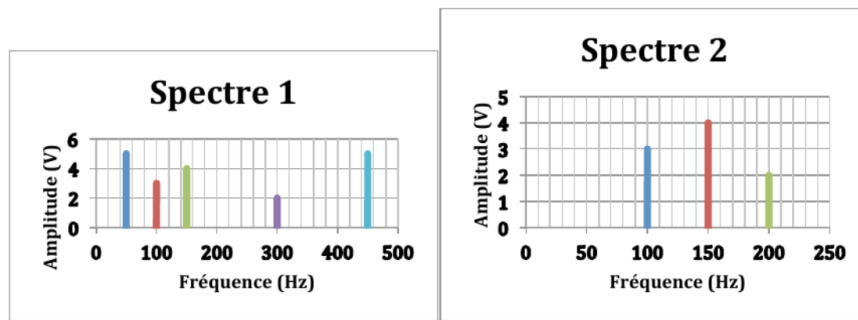 Spectre 1
Amplitude (V)
6
4
2
0
0 100 200 300 400 500
Fréquence (Hz)
Spectre 2
Amplitude (V)
5
4
3
2
1
0
0 50 100 150 200 250
Fréquence (Hz)